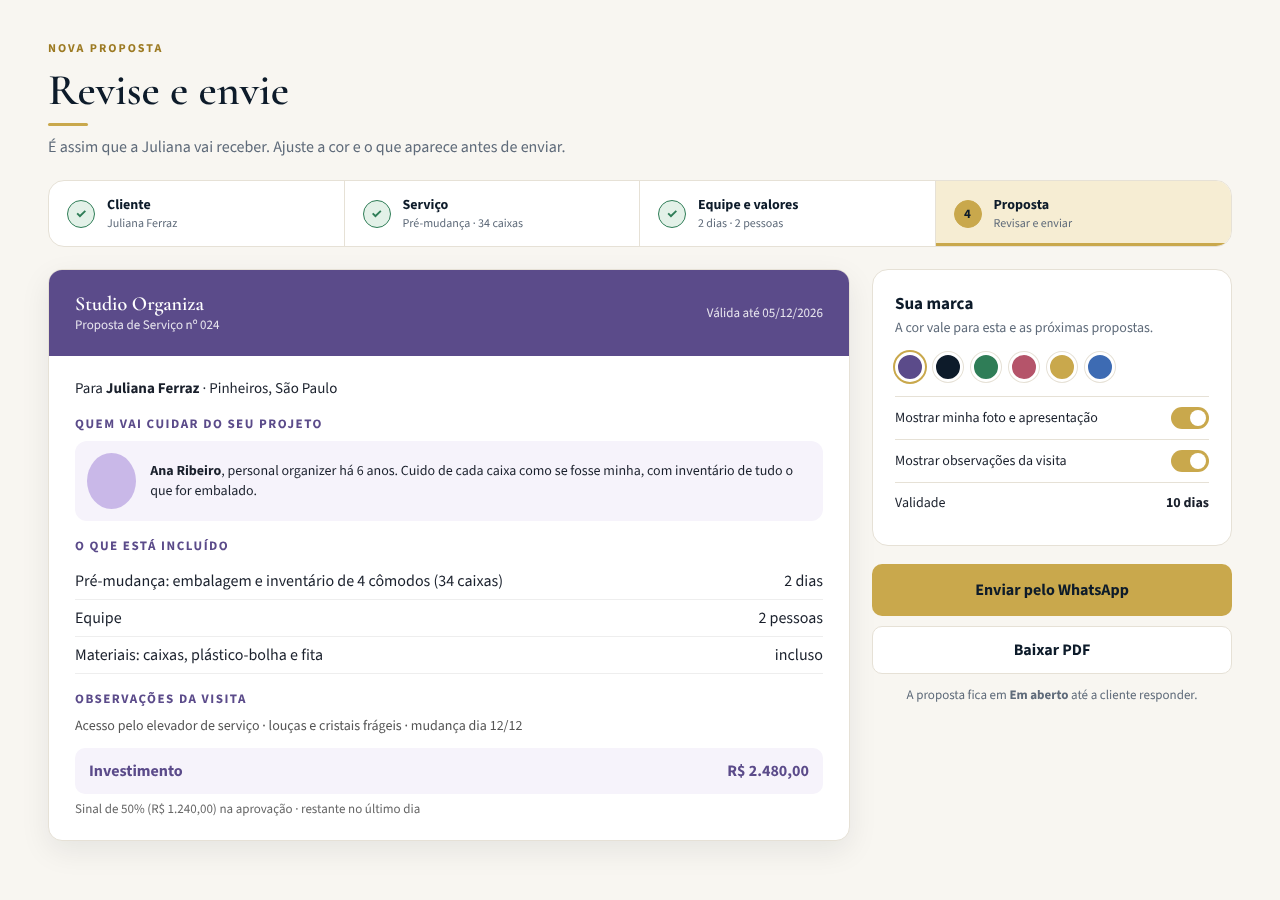 NOVA PROPOSTA
Revise e envie
É assim que a Juliana vai receber. Ajuste a cor e o que aparece antes de enviar.
Cliente
Juliana Ferraz
Serviço
Pré-mudança · 34 caixas
Equipe e valores
2 dias · 2 pessoas
4
Proposta
Revisar e enviar
Studio Organiza
Proposta de Serviço nº 024
Válida até 05/12/2026
Para Juliana Ferraz · Pinheiros, São Paulo
QUEM VAI CUIDAR DO SEU PROJETO
Ana Ribeiro, personal organizer há 6 anos. Cuido de cada caixa como se fosse minha, com inventário de tudo o
que for embalado.
O QUE ESTÁ INCLUÍDO
Pré-mudança: embalagem e inventário de 4 cômodos (34 caixas) 2 dias
Equipe 2 pessoas
Materiais: caixas, plástico-bolha e fita incluso
OBSERVAÇÕES DA VISITA
Acesso pelo elevador de serviço · louças e cristais frágeis · mudança dia 12/12
Investimento R$ 2.480,00
Sinal de 50% (R$ 1.240,00) na aprovação · restante no último dia
Sua marca
A cor vale para esta e as próximas propostas.
Mostrar minha foto e apresentação
Mostrar observações da visita
Validade 10 dias
Enviar pelo WhatsApp
Baixar PDF
A proposta fica em Em aberto até a cliente responder.